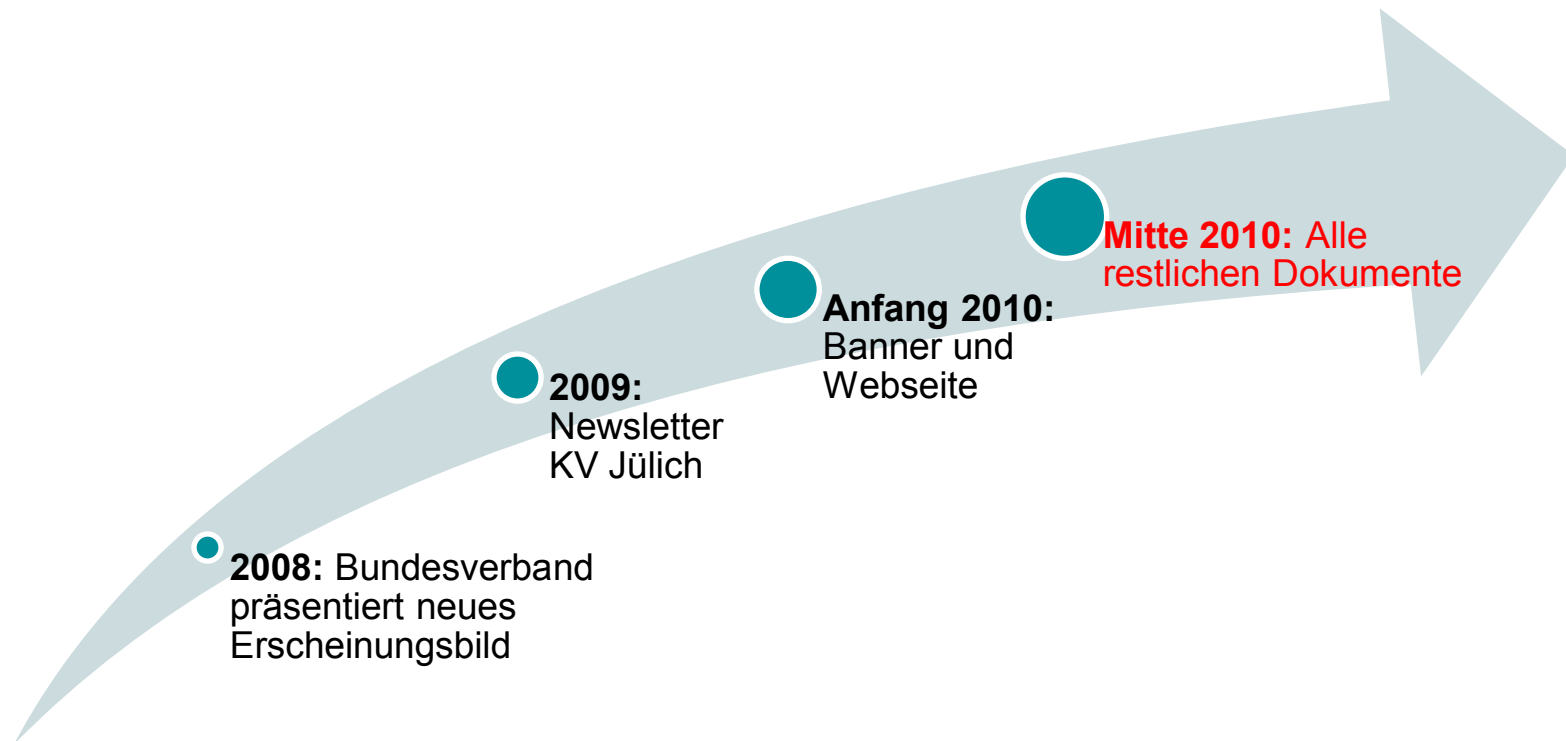 2008: Bundesverband
präsentiert neues
Erscheinungsbild
2009:
Newsletter
KV Jülich
Anfang 2010:
Banner und
Webseite
Mitte 2010: Alle
restlichen Dokumente